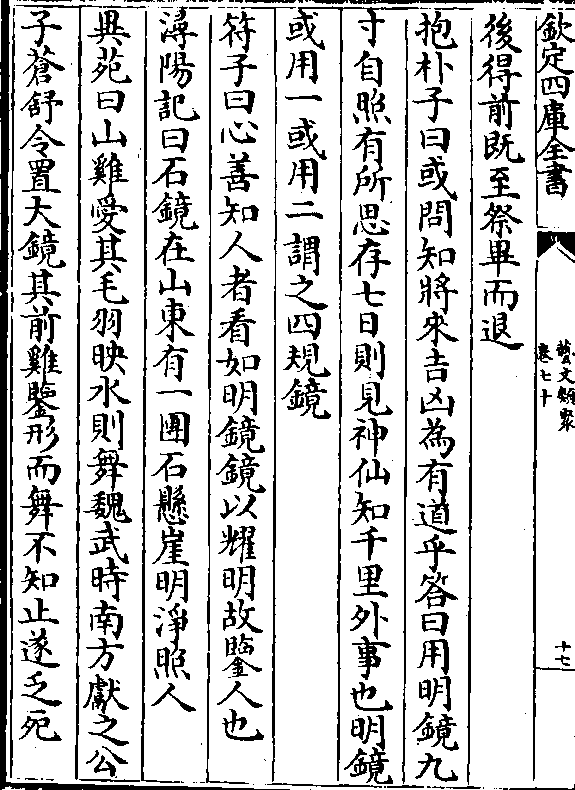 欽定四庫全書
藝文類聚
卷七十
十七
後得前既至祭畢而退
抱朴子曰或問知將來吉凶為有道乎答曰用明鏡九
寸自照有所思存七日則見神仙知千里外事也明鏡
或用一或用二謂之四規鏡
符子曰心善知人者看如明鏡鏡以耀明故鑒人也
潯陽記曰石鏡在山東有一團石懸崖明淨照人
異苑曰山雞愛其毛羽映水則舞魏武時南方獻之公
子蒼舒令置大鏡其前雞鑒形而舞不知止遂乏死